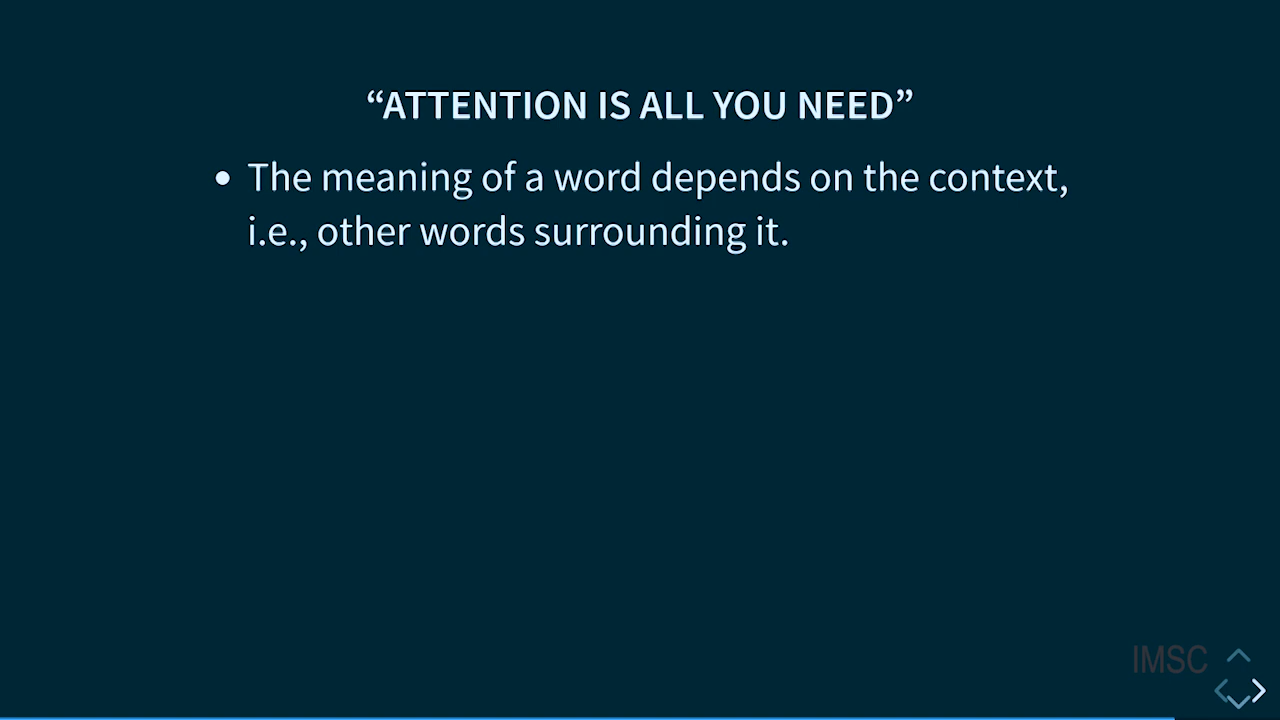 “ATTENTION IS ALL YOU NEED”
• The meaning of a word depends on the context,
i.e., other words surrounding it.
IMSC